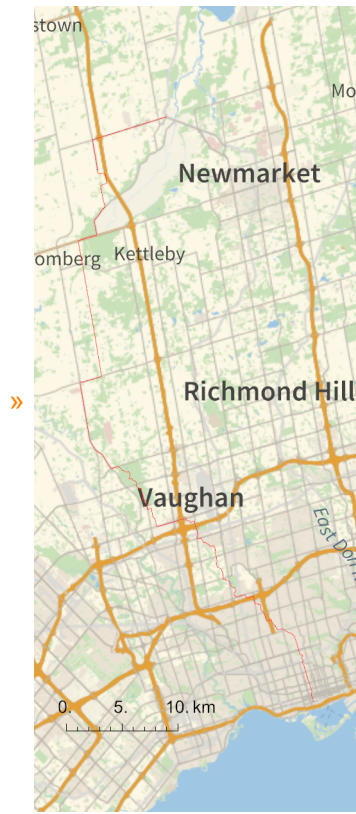 stown
Mo
Newmarket
omberg
Kettleby
»
Richmond Hill
Vaughan
East Don
0. 5. 10. km